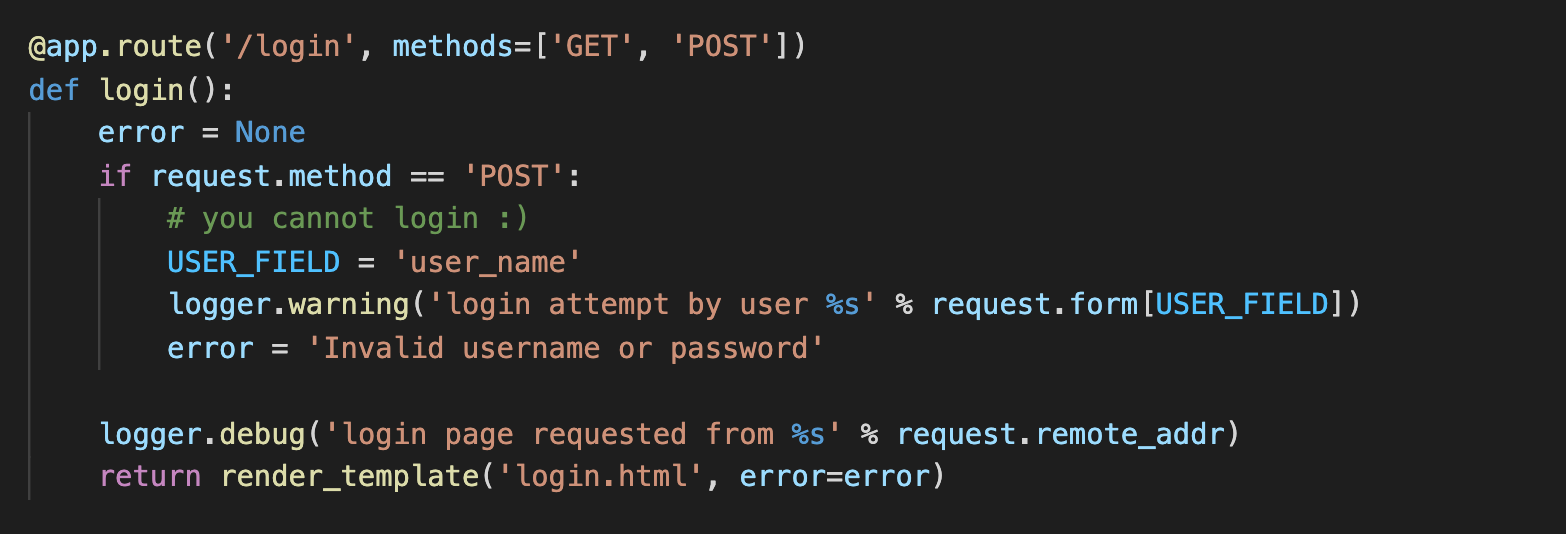 @app.route('/login', methods=['GET', 'POST'])
def login():
    error = None
    if request.method == 'POST':
        # you cannot login :)
        USER_FIELD = 'user_name'
        logger.warning('login attempt by user %s' % request.form[USER_FIELD])
        error = 'Invalid username or password'

    logger.debug('login page requested from %s' % request.remote_addr)
    return render_template('login.html', error=error)